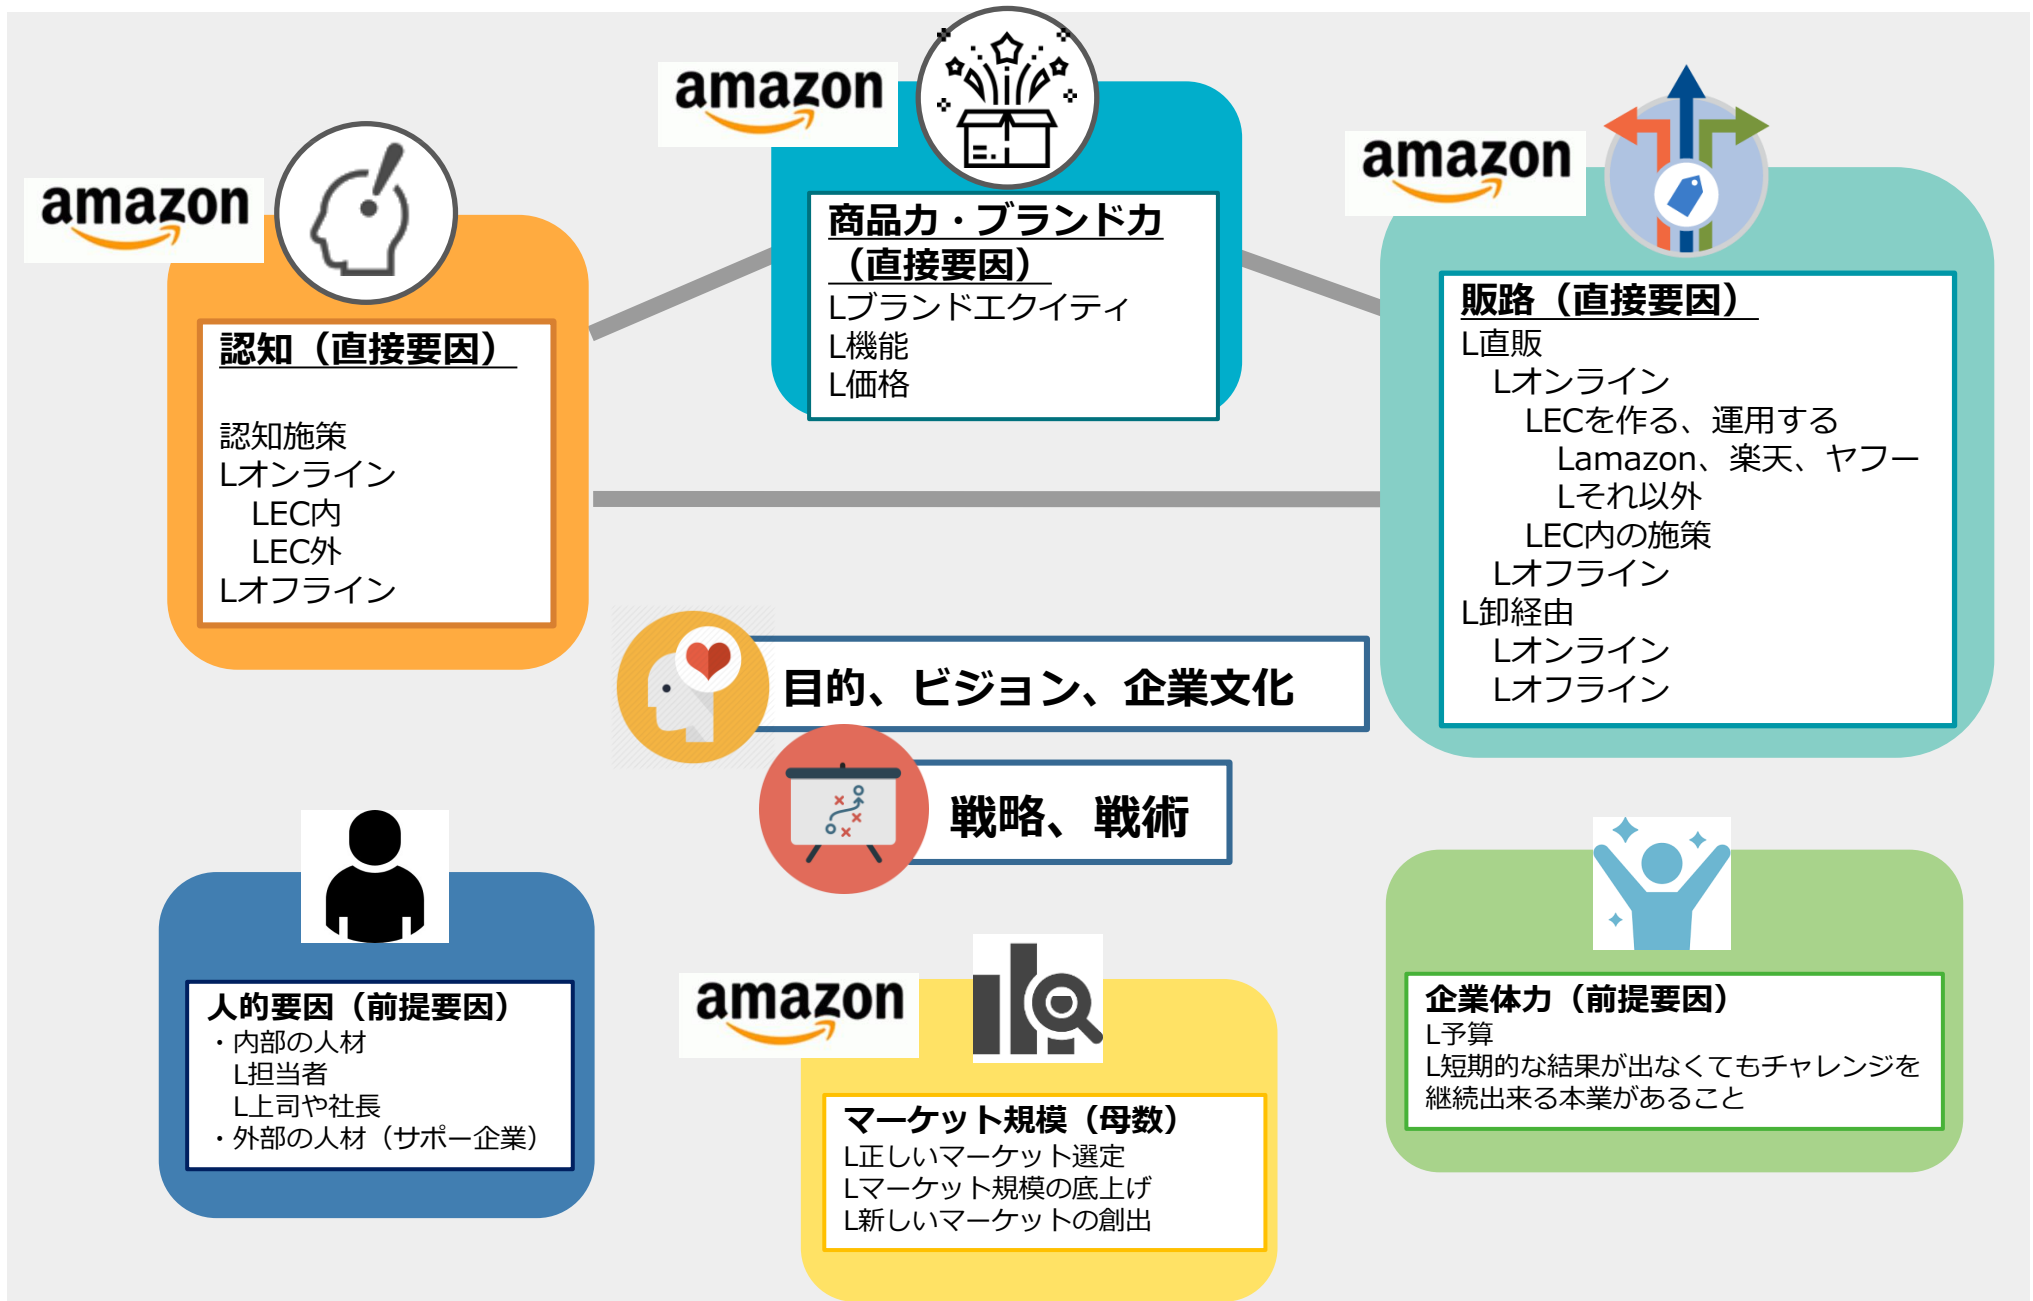 amazon
認知（直接要因）
認知施策
Lオンライン
LEC内
LEC外
Lオフライン
amazon
商品力・ブランド力
（直接要因）
Lブランドエクイティ
L機能
L価格
amazon
販路（直接要因）
L直販
Lオンライン
LECを作る、運用する
Lamazon、楽天、ヤフー
Lそれ以外
LEC内の施策
Lオフライン
L卸経由
Lオンライン
Lオフライン
目的、ビジョン、企業文化
戦略、戦術
人的要因（前提要因）
・内部の人材
L担当者
L上司や社長
・外部の人材（サポー企業）
amazon
マーケット規模（母数）
L正しいマーケット選定
Lマーケット規模の底上げ
L新しいマーケットの創出
企業体力（前提要因）
L予算
L短期的な結果が出なくてもチャレンジを
継続出来る本業があること